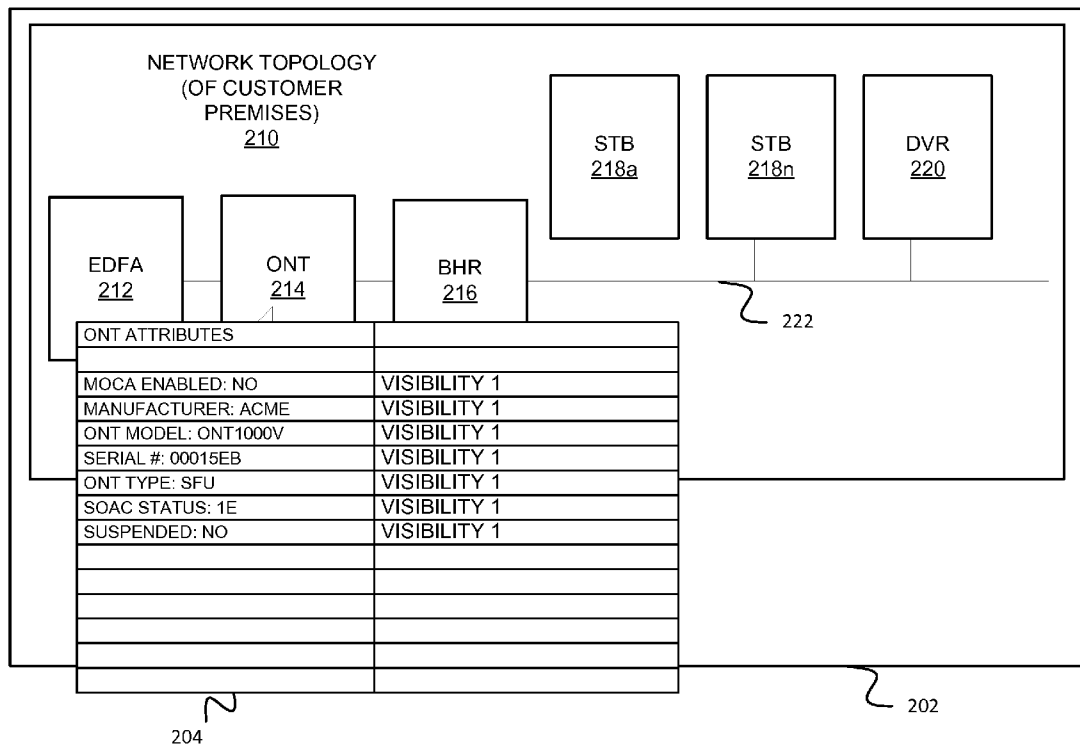 NETWORK TOPOLOGY
(OF CUSTOMER
PREMISES)
210
STB
218a
STB
218n
DVR
220
EDFA
212
ONT
214
BHR
216
222
ONT ATTRIBUTES
MOCA ENABLED: NO VISIBILITY 1
MANUFACTURER: ACME VISIBILITY 1
ONT MODEL: ONT1000V VISIBILITY 1
SERIAL #: 00015EB VISIBILITY 1
ONT TYPE: SFU VISIBILITY 1
SOAC STATUS: 1E VISIBILITY 1
SUSPENDED: NO VISIBILITY 1
202
204